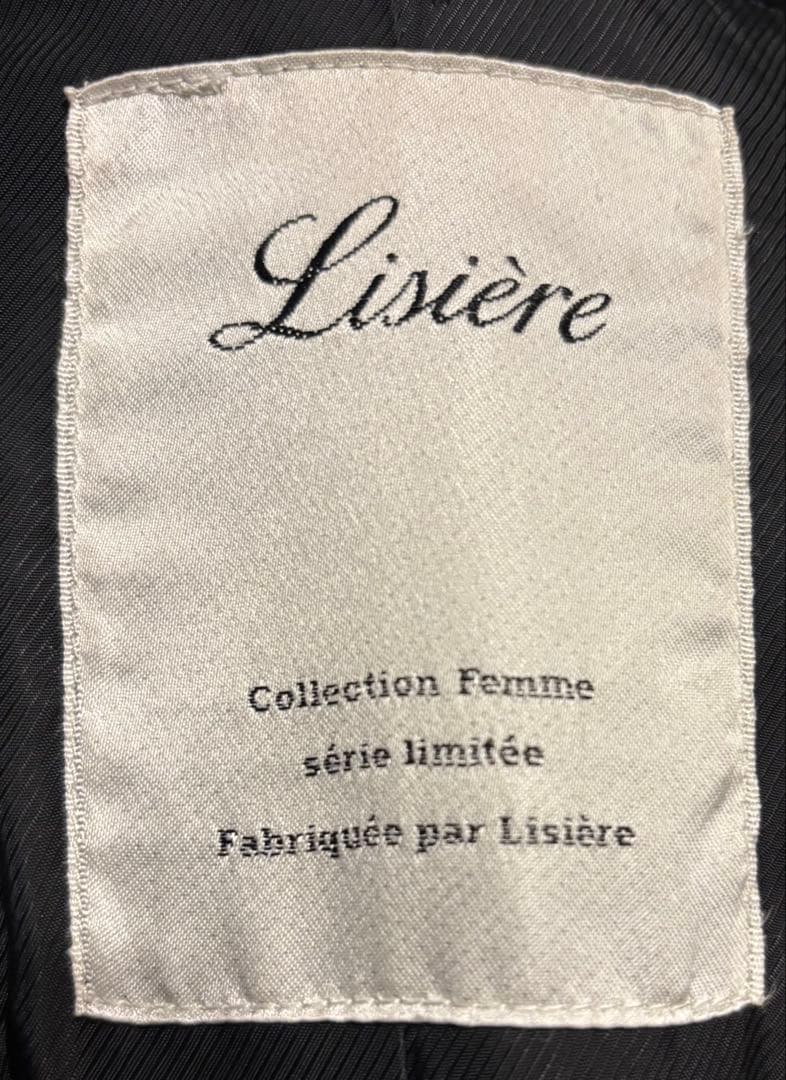 Lisière
Collection Femme
série limitée
Fabriquée par Lisière